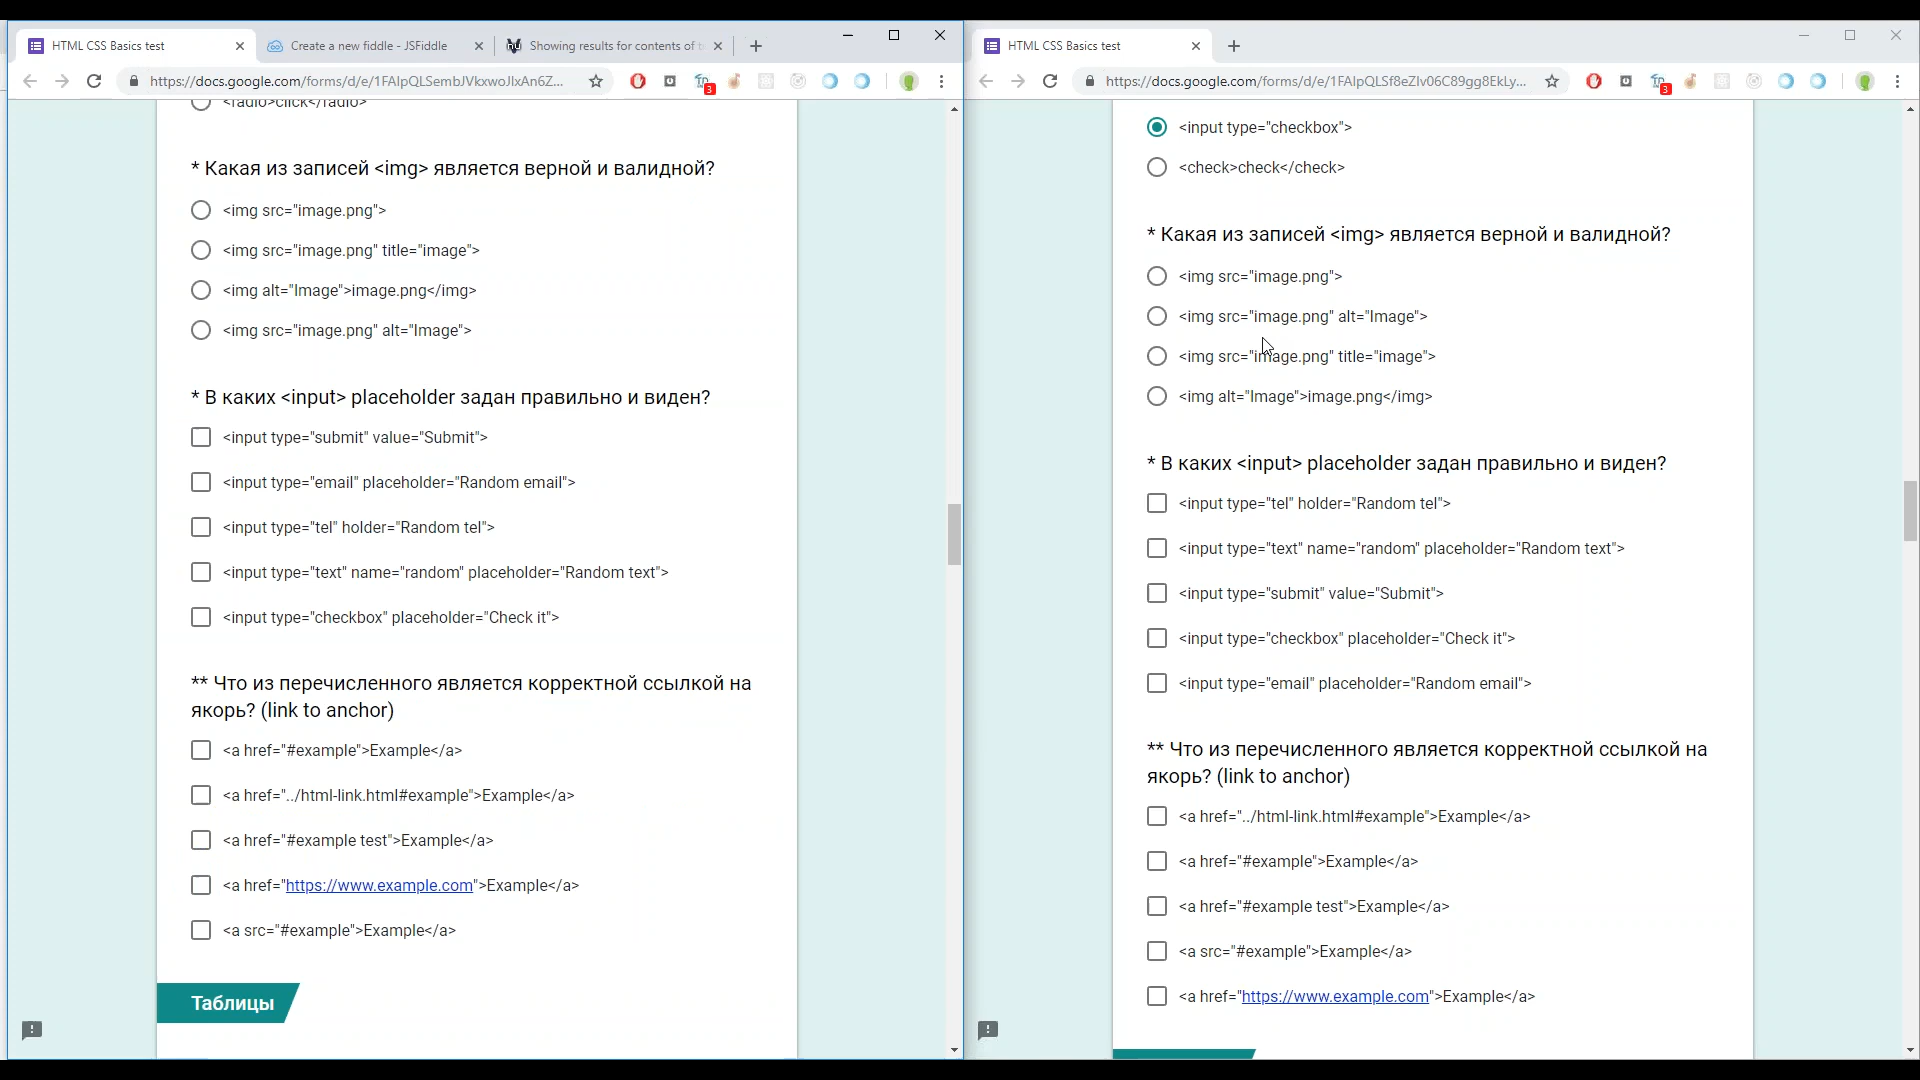 HTML CSS Basics test
Create a new fiddle - JSFiddle
Showing results for contents of
https://docs.google.com/forms/d/e/1FAIpQLSembJVkxwoJlxAn6Z...
3
<radio>click</radio>
* Какая из записей <img> является верной и валидной?
<img src="image.png">
<img src="image.png" title="image">
<img alt="Image">image.png</img>
<img src="image.png" alt="Image">
* В каких <input> placeholder задан правильно и виден?
<input type="submit" value="Submit">
<input type="email" placeholder="Random email">
<input type="tel" holder="Random tel">
<input type="text" name="random" placeholder="Random text">
<input type="checkbox" placeholder="Check it">
** Что из перечисленного является корректной ссылкой на
якорь? (link to anchor)
<a href="#example">Example</a>
<a href="../html-link.html#example">Example</a>
<a href="#example test">Example</a>
<a href="https://www.example.com">Example</a>
<a src="#example">Example</a>
Таблицы
HTML CSS Basics test
https://docs.google.com/forms/d/e/1FAIpQLSf8eZIv06C89gg8EkLy...
3
<input type="checkbox">
<check>check</check>
* Какая из записей <img> является верной и валидной?
<img src="image.png">
<img src="image.png" alt="Image">
<img src="image.png" title="image">
<img alt="Image">image.png</img>
* В каких <input> placeholder задан правильно и виден?
<input type="tel" holder="Random tel">
<input type="text" name="random" placeholder="Random text">
<input type="submit" value="Submit">
<input type="checkbox" placeholder="Check it">
<input type="email" placeholder="Random email">
** Что из перечисленного является корректной ссылкой на
якорь? (link to anchor)
<a href="../html-link.html#example">Example</a>
<a href="#example">Example</a>
<a href="#example test">Example</a>
<a src="#example">Example</a>
<a href="https://www.example.com">Example</a>